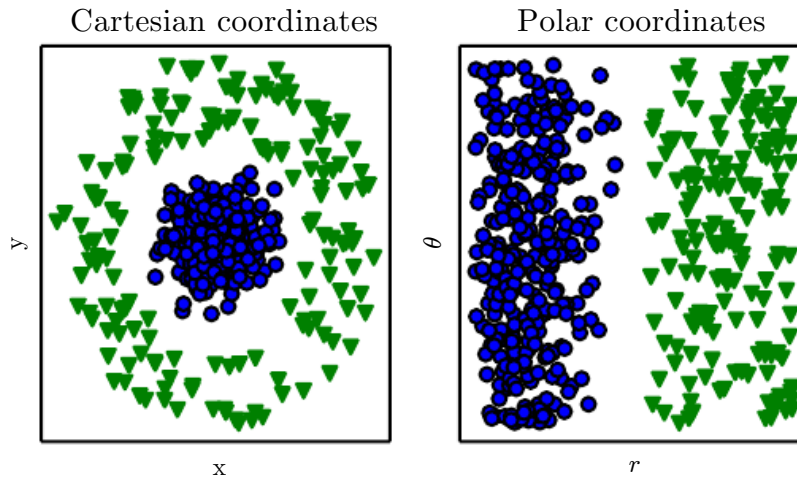 Cartesian coordinates
Polar coordinates
y
x
θ
r